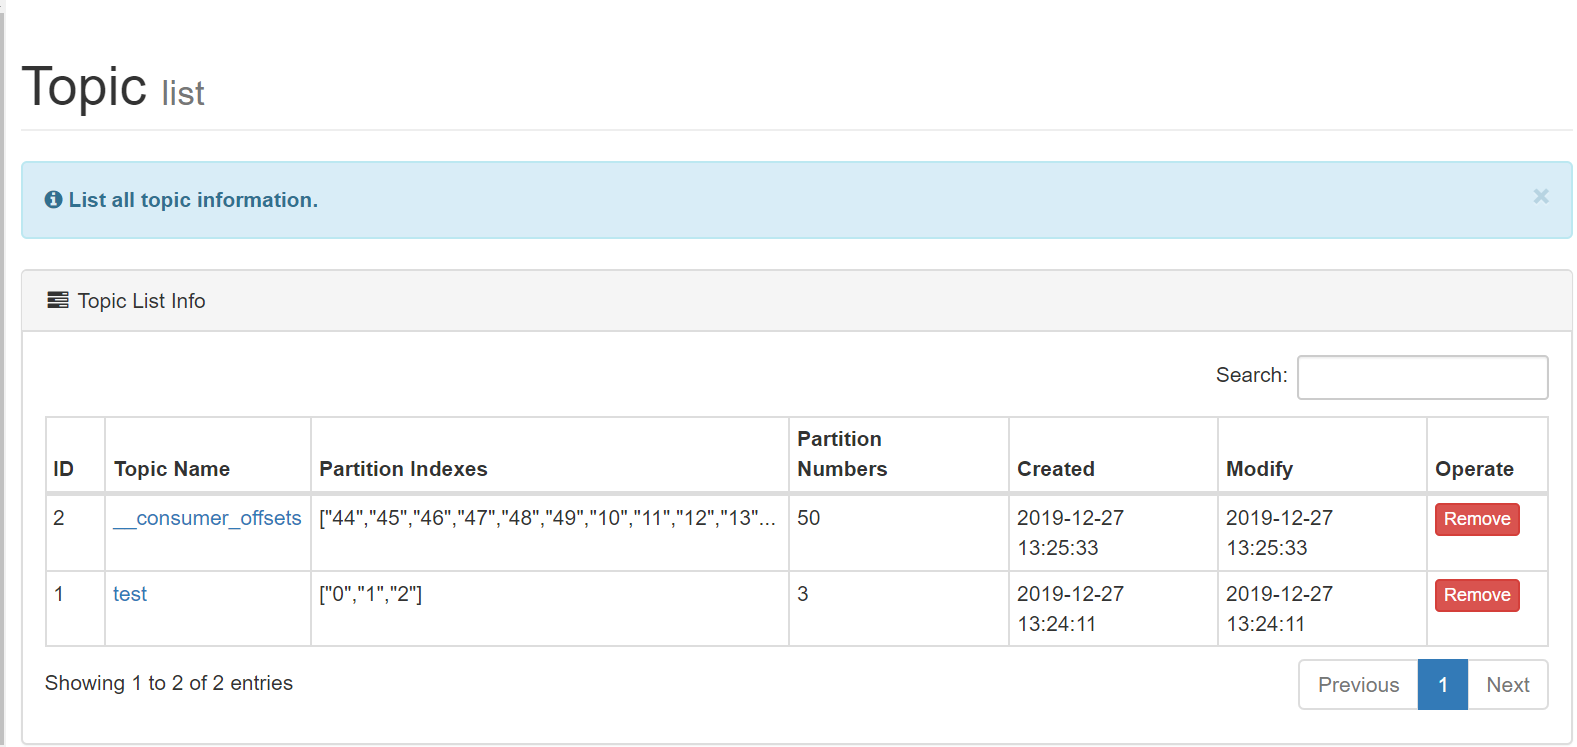 Topic list
List all topic information.
×
Topic List Info
Search:
Partition
ID Topic Name Partition Indexes Numbers Created Modify Operate
2 __consumer_offsets ["44","45","46","47","48","49","10","11","12","13"... 50 2019-12-27 2019-12-27 Remove
13:25:33 13:25:33
1 test ["0","1","2"] 3 2019-12-27 2019-12-27 Remove
13:24:11 13:24:11
Showing 1 to 2 of 2 entries Previous 1 Next